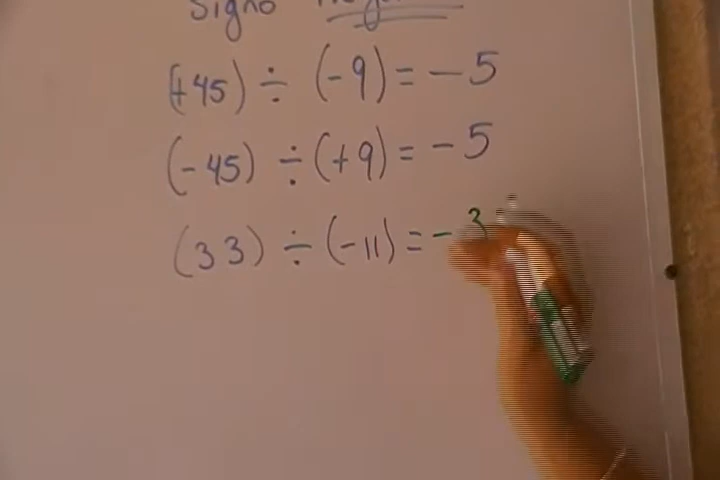 Signo
(+45) ÷ (-9) = -5
(-45) ÷ (+9) = -5
(33) ÷ (-11) = -3